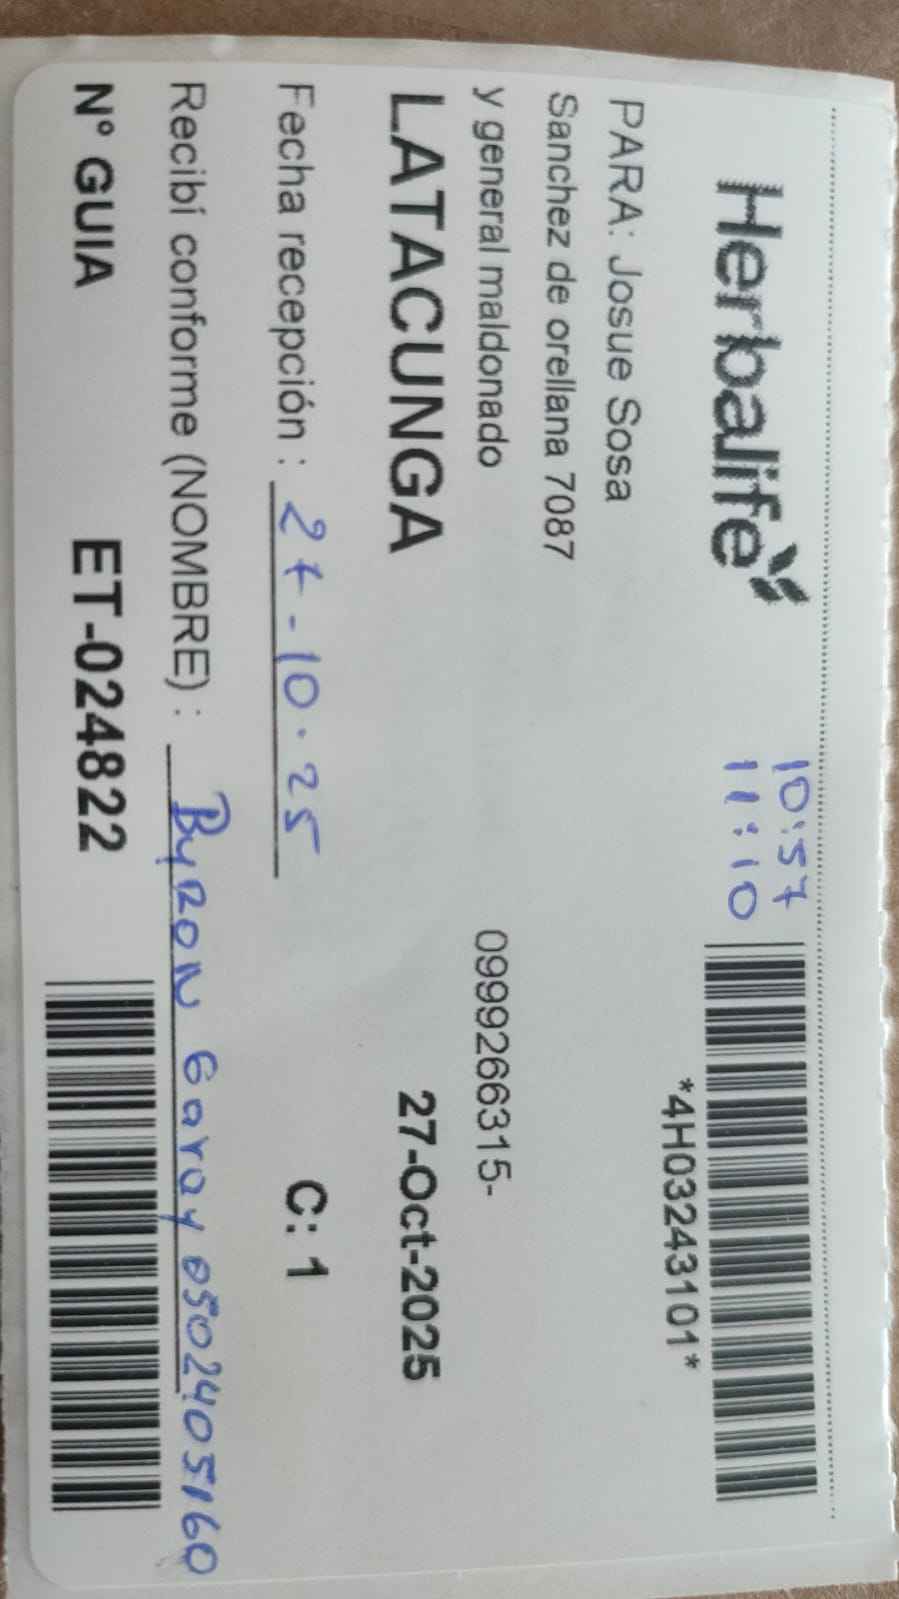 Herbalife
10:57
11:10
*4H03243101*
PARA: Josue Sosa
Sanchez de orellana 7087
y general maldonado
0999266315-
LATACUNGA
27-Oct-2025
Fecha recepción : 27-10-25
C: 1
Recibí conforme (NOMBRE) : Byron Garay 0502405160
N° GUIA ET-024822